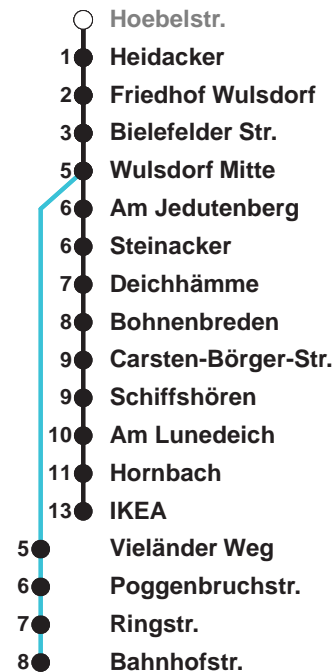 Hoebelstr.
1 Heidacker
2 Friedhof Wulsdorf
3 Bielefelder Str.
5 Wulsdorf Mitte
6 Am Jedutenberg
6 Steinacker
7 Deichhämme
8 Bohnenbreden
9 Carsten-Börger-Str.
9 Schiffshören
10 Am Lunedeich
11 Hornbach
13 IKEA
5 Vieländer Weg
6 Poggenbruchstr.
7 Ringstr.
8 Bahnhofstr.